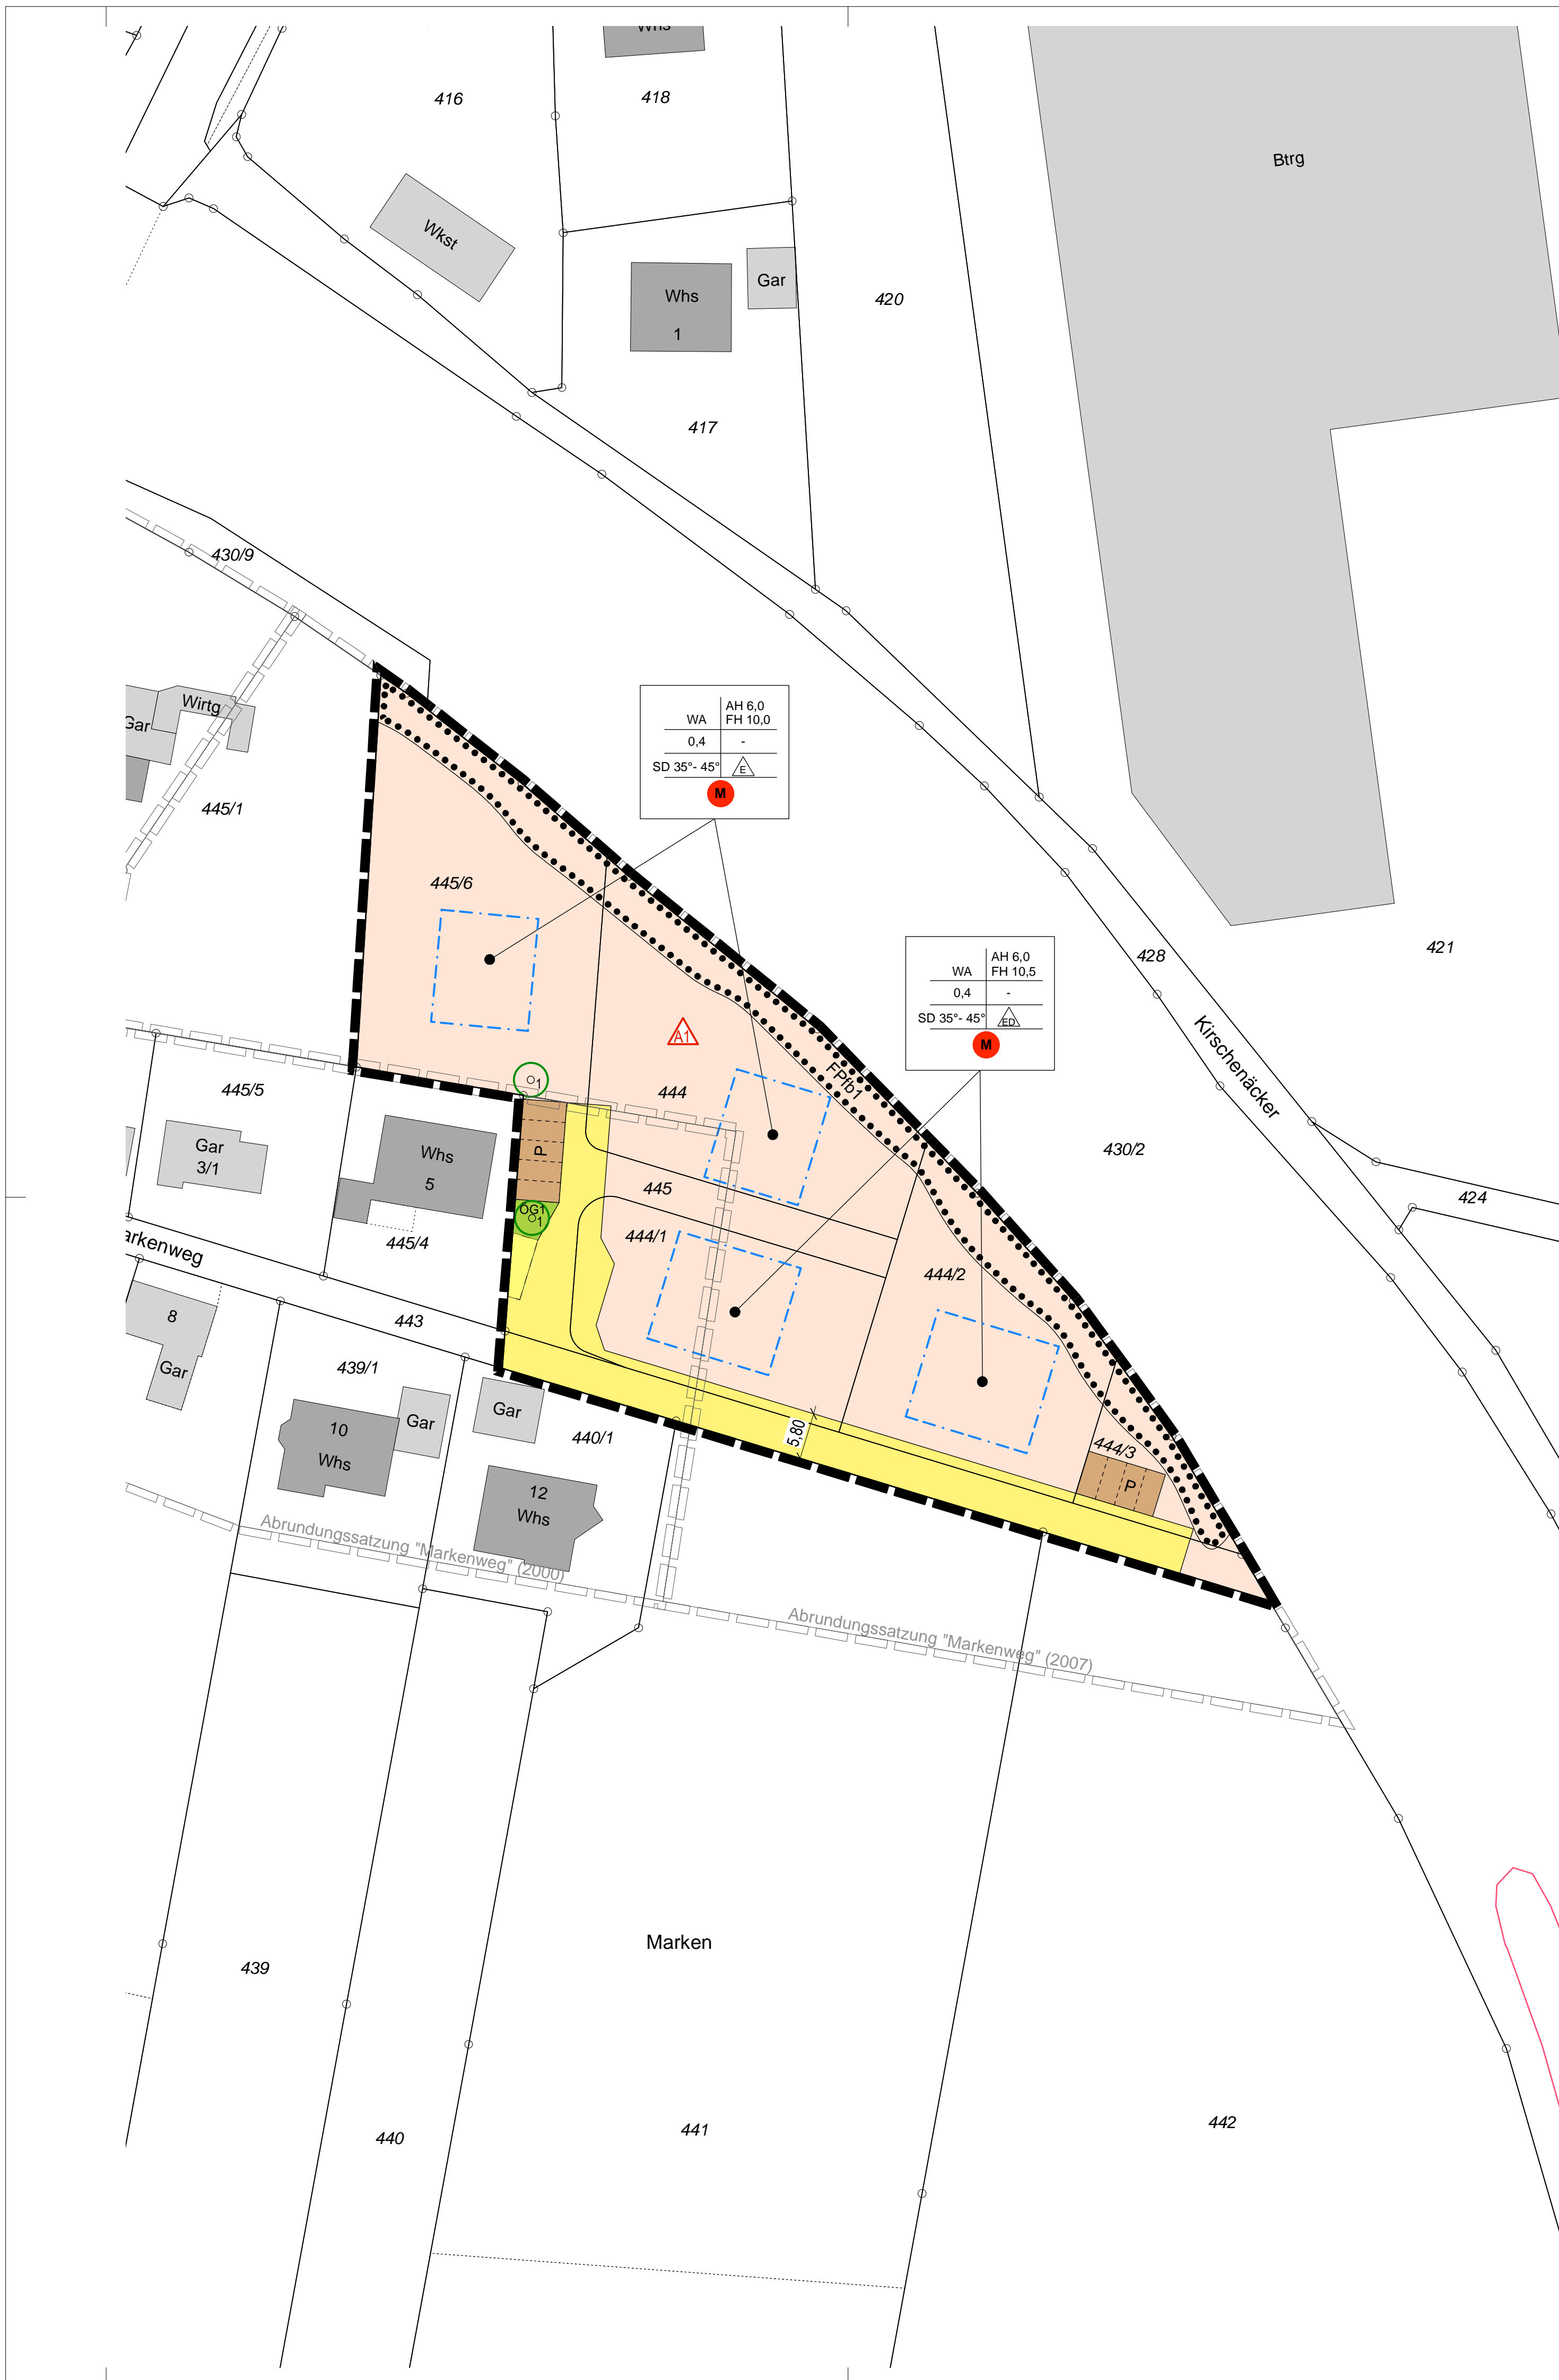 Whs
416
418
Btrg
Wkst
Gar
Whs
1
420
417
430/9
Wirtg
Gar
445/1
AH 6,0
WA FH 10,0
0,4 -
SD 35°- 45° E
M
445/6
AH 6,0
WA FH 10,5
0,4 -
SD 35°- 45° ED
M
421
428
Kirschenäcker
A1
FPfb1
1
444
445/5
Gar
3/1
Whs
5
P
430/2
445
424
OG1
1
444/1
445/4
arkenweg
444/2
8
Gar
443
439/1
10
Whs
Gar
Gar
440/1
5,80
444/3
P
12
Whs
Abrundungssatzung "Markenweg" (2000)
Abrundungssatzung "Markenweg" (2007)
Marken
439
440
441
442